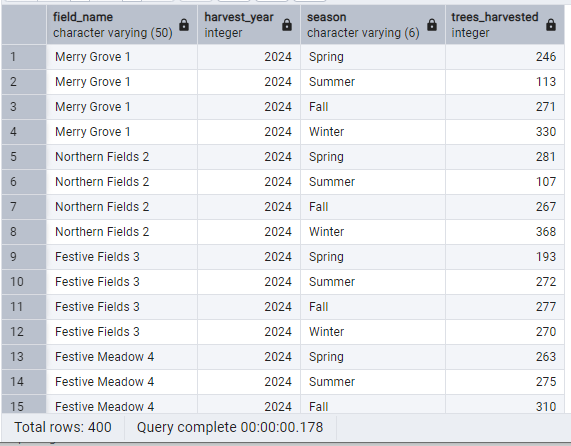 field_name harvest_year season trees_harvested
character varying (50) integer character varying (6) integer
1 Merry Grove 1 2024 Spring 246
2 Merry Grove 1 2024 Summer 113
3 Merry Grove 1 2024 Fall 271
4 Merry Grove 1 2024 Winter 330
5 Northern Fields 2 2024 Spring 281
6 Northern Fields 2 2024 Summer 107
7 Northern Fields 2 2024 Fall 267
8 Northern Fields 2 2024 Winter 368
9 Festive Fields 3 2024 Spring 193
10 Festive Fields 3 2024 Summer 272
11 Festive Fields 3 2024 Fall 277
12 Festive Fields 3 2024 Winter 270
13 Festive Meadow 4 2024 Spring 263
14 Festive Meadow 4 2024 Summer 275
15 Festive Meadow 4 2024 Fall 310
Total rows: 400 Query complete 00:00:00.178